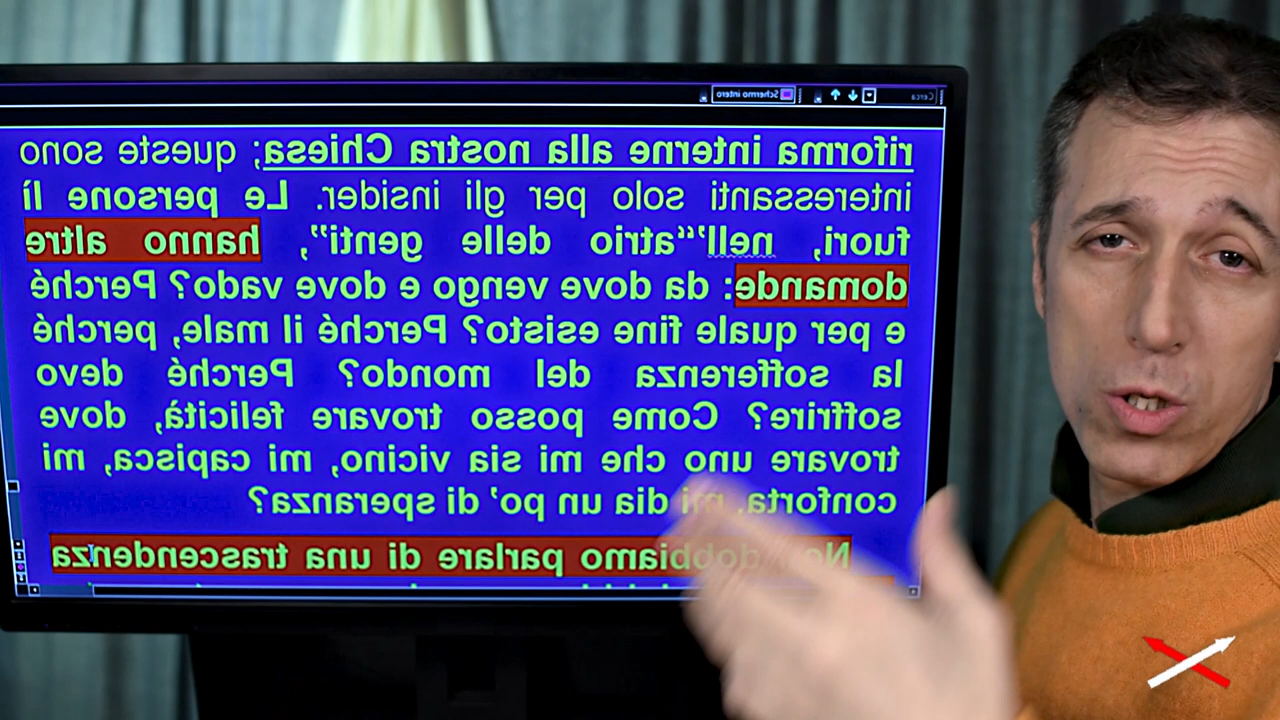 Cerca
Schermo intero
riforma interne alla nostra Chiesa; queste sono
interessanti solo per gli insider. Le persone lì
fuori, nell’“atrio delle genti”, hanno altre
domande: da dove vengo e dove vado? Perché
e per quale fine esisto? Perché il male, perché
la sofferenza del mondo? Perché devo
soffrire? Come posso trovare felicità, dove
trovare uno che mi sia vicino, mi capisca, mi
conforta, mi dia un po’ di speranza?
dobbiamo parlare di una trascendenza